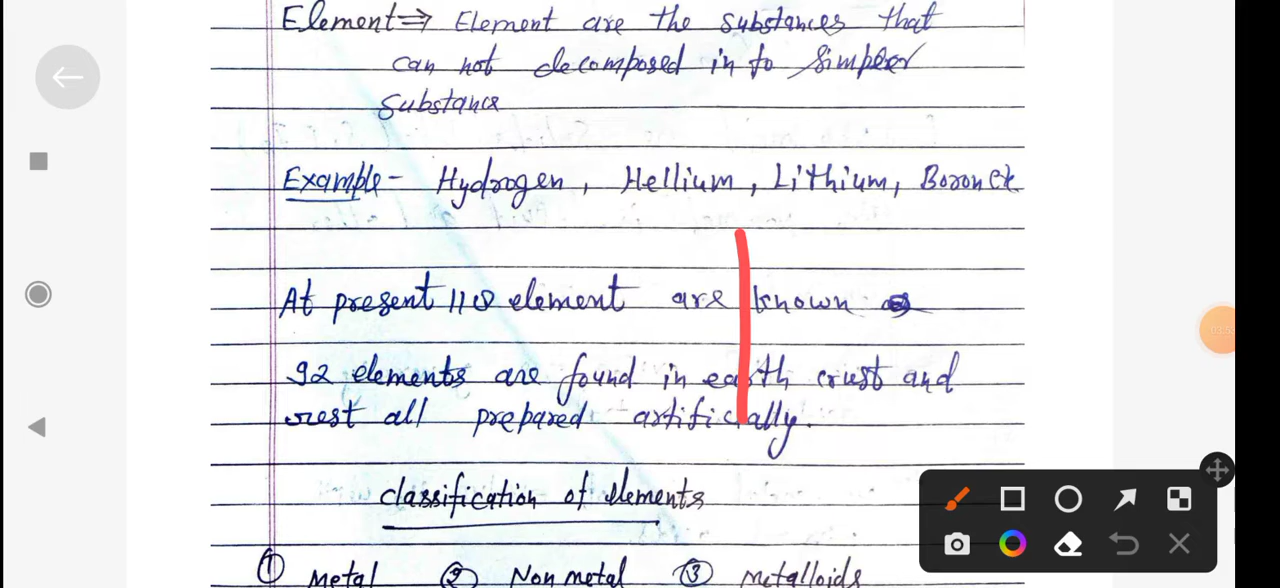 Element ⇒ Element are the substances that
can not decomposed in to simpler
substance
Example - Hydrogen, Hellium, Lithium, Boron etc
At present 118 element are known
92 elements are found in earth crust and
rest all prepared artificially.
classification of elements
① Metal ② Non metal ③ Metalloids